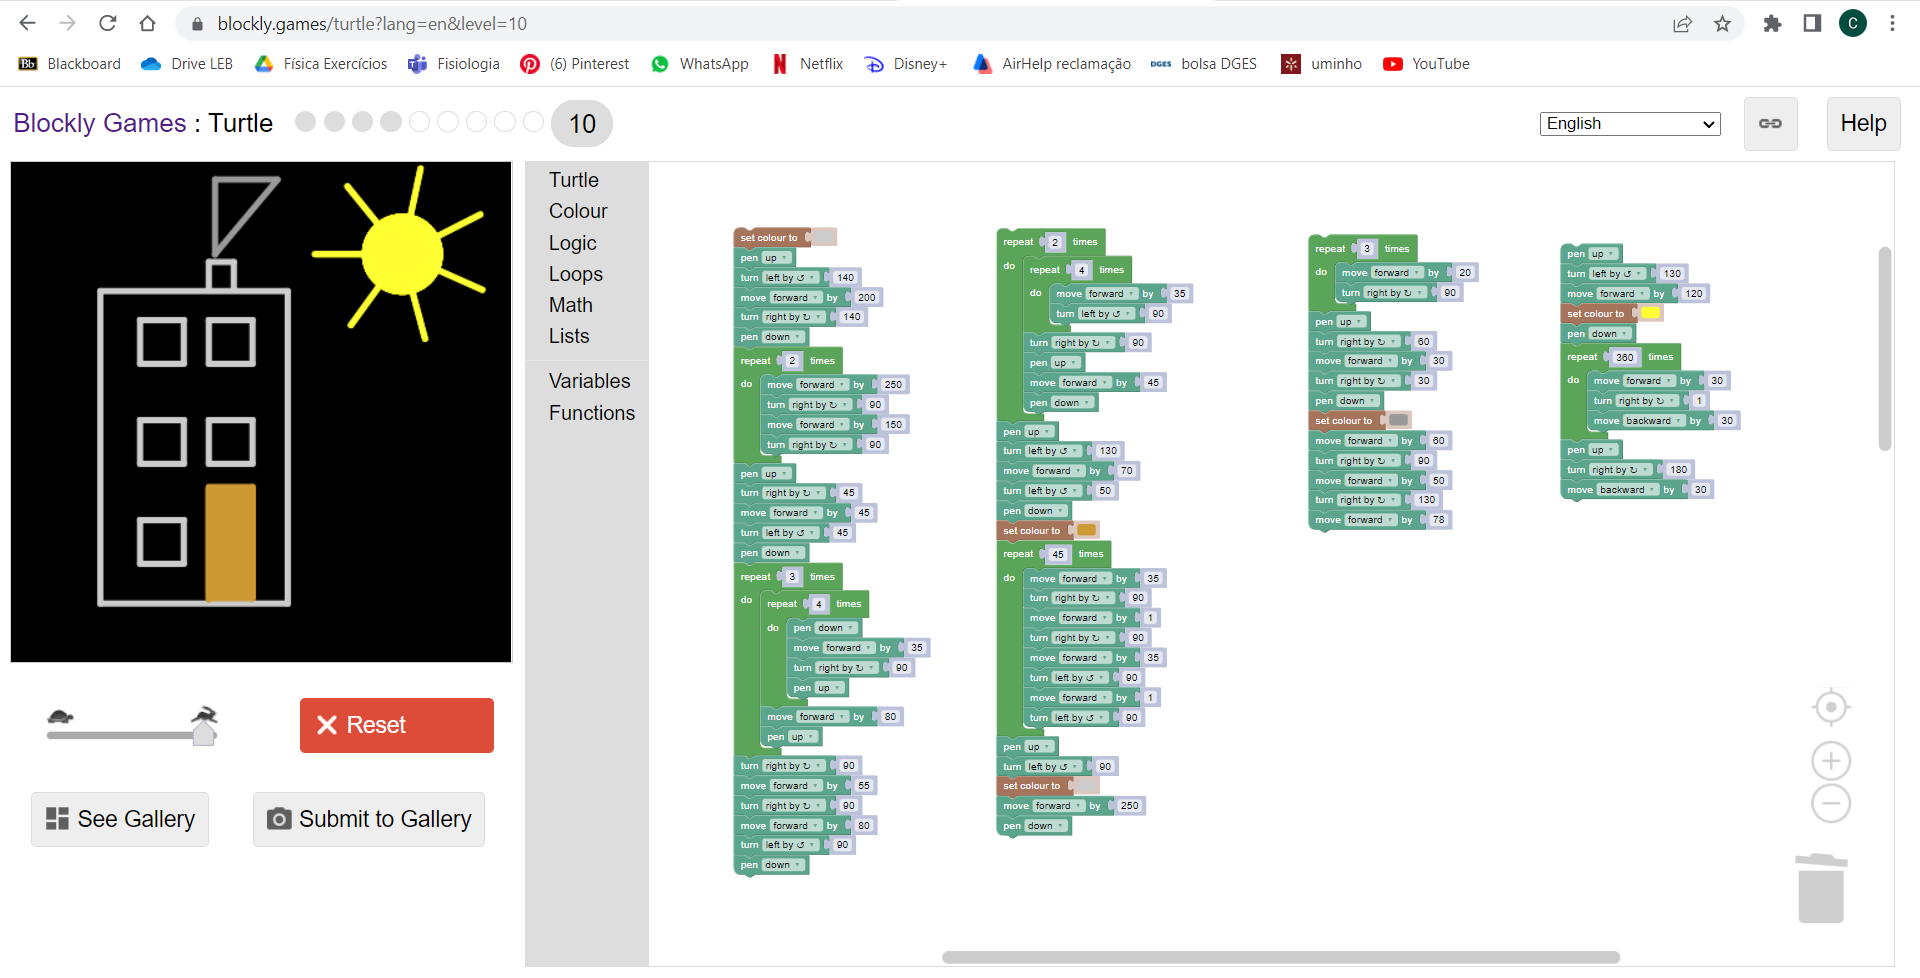 blockly.games/turtle?lang=en&level=10
C
Bb Blackboard Drive LEB Física Exercícios Fisiologia (6) Pinterest WhatsApp Netflix Disney+ AirHelp reclamação DGES bolsa DGES uminho YouTube
Blockly Games : Turtle 10 English Help
Turtle
Colour
Logic
Loops
Math
Lists
Variables
Functions
set colour to
pen up
turn left by ↺ 140
move forward by 200
turn right by ↻ 140
pen down
repeat 2 times
do move forward by 250
turn right by ↻ 90
move forward by 150
turn right by ↻ 90
pen up
turn right by ↻ 45
move forward by 45
turn left by ↺ 45
pen down
repeat 3 times
do repeat 4 times
do pen down
move forward by 35
turn right by ↻ 90
pen up
move forward by 80
pen up
turn right by ↻ 90
move forward by 55
turn right by ↻ 90
move forward by 80
turn left by ↺ 90
pen down
repeat 2 times
do repeat 4 times
do move forward by 35
turn left by ↺ 90
turn right by ↻ 90
pen up
move forward by 45
pen down
pen up
turn left by ↺ 130
move forward by 70
turn left by ↺ 50
pen down
set colour to
repeat 45 times
do move forward by 35
turn right by ↻ 90
move forward by 1
turn right by ↻ 90
move forward by 35
turn left by ↺ 90
move forward by 1
turn left by ↺ 90
pen up
turn left by ↺ 90
set colour to
move forward by 250
pen down
repeat 3 times
do move forward by 20
turn right by ↻ 90
pen up
turn right by ↻ 60
move forward by 30
turn right by ↻ 30
pen down
set colour to
move forward by 60
turn right by ↻ 90
move forward by 50
turn right by ↻ 130
move forward by 78
pen up
turn left by ↺ 130
move forward by 120
set colour to
pen down
repeat 360 times
do move forward by 30
turn right by ↻ 1
move backward by 30
pen up
turn right by ↻ 180
move backward by 30
Reset
See Gallery
Submit to Gallery